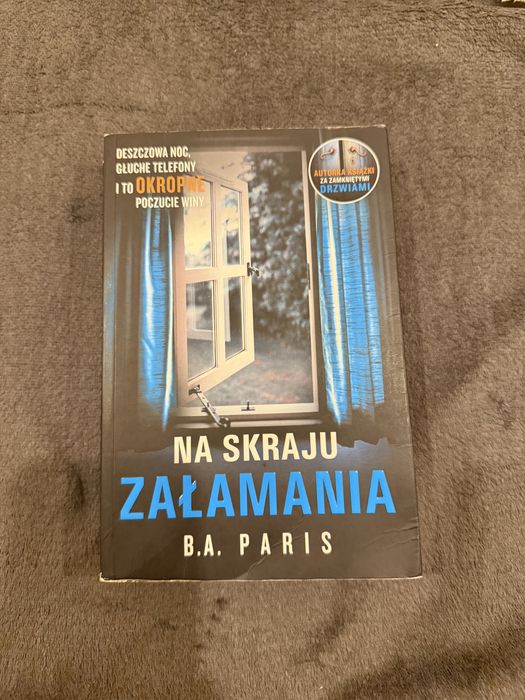 DESZCZOWA NOC,
GŁUCHE TELEFONY
I TO OKROPNE
POCZUCIE WINY
AUTORKA KSIĄŻKI
ZA ZAMKNIĘTYMI
DRZWIAMI
NA SKRAJU
ZAŁAMANIA
B.A. PARIS